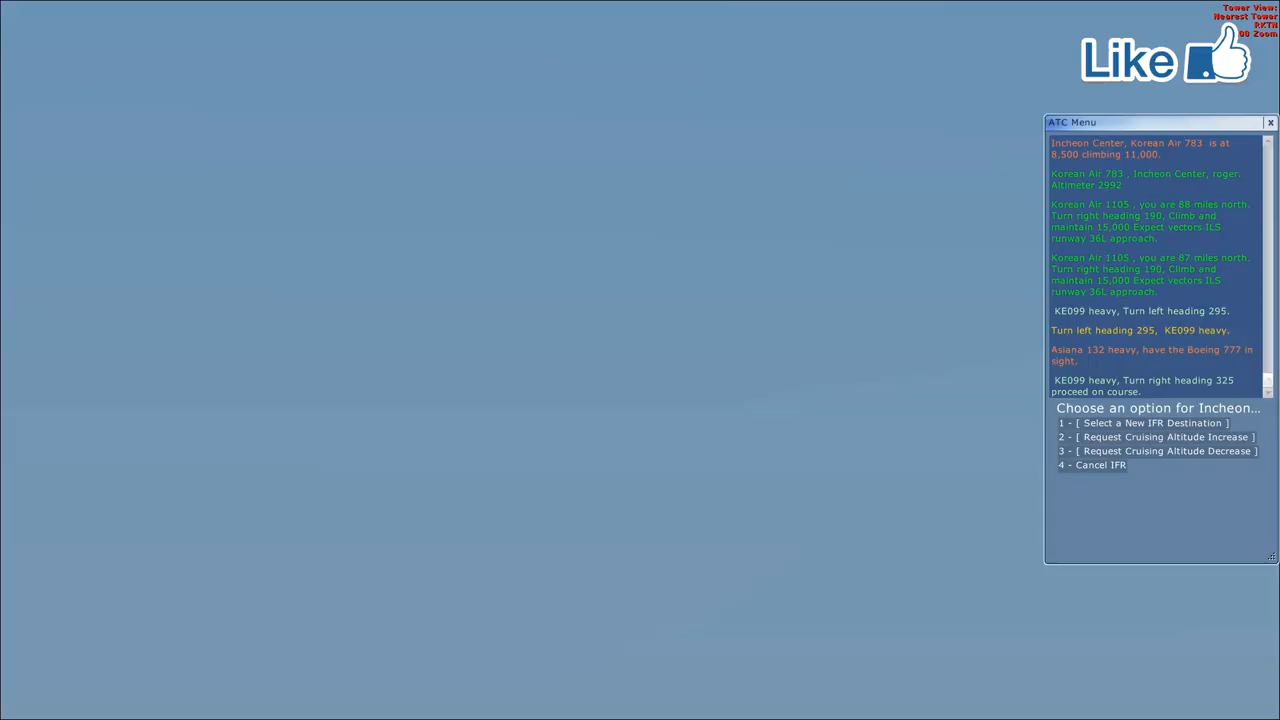 Tower View:
Nearest Tower
RKTN
00 Zoom
Like
ATC Menu
Incheon Center, Korean Air 783 is at
8,500 climbing 11,000.
Korean Air 783 , Incheon Center, roger.
Altimeter 2992
Korean Air 1105 , you are 88 miles north.
Turn right heading 190, Climb and
maintain 15,000 Expect vectors ILS
runway 36L approach.
Korean Air 1105 , you are 87 miles north.
Turn right heading 190, Climb and
maintain 15,000 Expect vectors ILS
runway 36L approach.
KE099 heavy, Turn left heading 295.
Turn left heading 295, KE099 heavy.
Asiana 132 heavy, have the Boeing 777 in
sight.
KE099 heavy, Turn right heading 325
proceed on course.
Choose an option for Incheon...
1 - [ Select a New IFR Destination ]
2 - [ Request Cruising Altitude Increase ]
3 - [ Request Cruising Altitude Decrease ]
4 - Cancel IFR